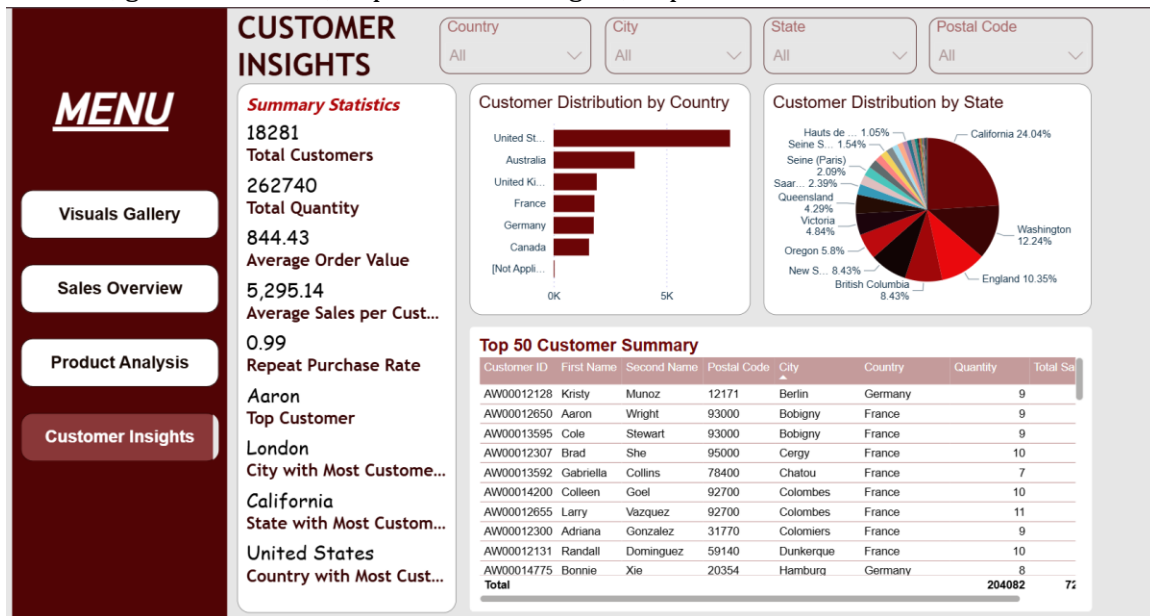 CUSTOMER
INSIGHTS
Country
All
City
All
State
All
Postal Code
All
MENU
Visuals Gallery
Sales Overview
Product Analysis
Customer Insights
Summary Statistics
18281
Total Customers
262740
Total Quantity
844.43
Average Order Value
5,295.14
Average Sales per Cust...
0.99
Repeat Purchase Rate
Aaron
Top Customer
London
City with Most Custome...
California
State with Most Custom...
United States
Country with Most Cust...
Customer Distribution by Country
United St...
Australia
United Ki...
France
Germany
Canada
[Not Appli...
0K 5K
Customer Distribution by State
Hauts de ... 1.05%
Seine S... 1.54%
Seine (Paris)
2.09%
Saar... 2.39%
Queensland
4.29%
Victoria
4.84%
Oregon 5.8%
New S... 8.43%
British Columbia
8.43%
England 10.35%
Washington
12.24%
California 24.04%
Top 50 Customer Summary
Customer ID First Name Second Name Postal Code City Country Quantity Total Sa
AW00012128 Kristy Munoz 12171 Berlin Germany 9
AW00012650 Aaron Wright 93000 Bobigny France 9
AW00013595 Cole Stewart 93000 Bobigny France 9
AW00012307 Brad She 95000 Cergy France 10
AW00013592 Gabriella Collins 78400 Chatou France 7
AW00014200 Colleen Goel 92700 Colombes France 10
AW00012655 Larry Vazquez 92700 Colombes France 11
AW00012300 Adriana Gonzalez 31770 Colomiers France 9
AW00012131 Randall Dominguez 59140 Dunkerque France 10
AW00014775 Bonnie Xie 20354 Hamburg Germany 8
Total 204082 72